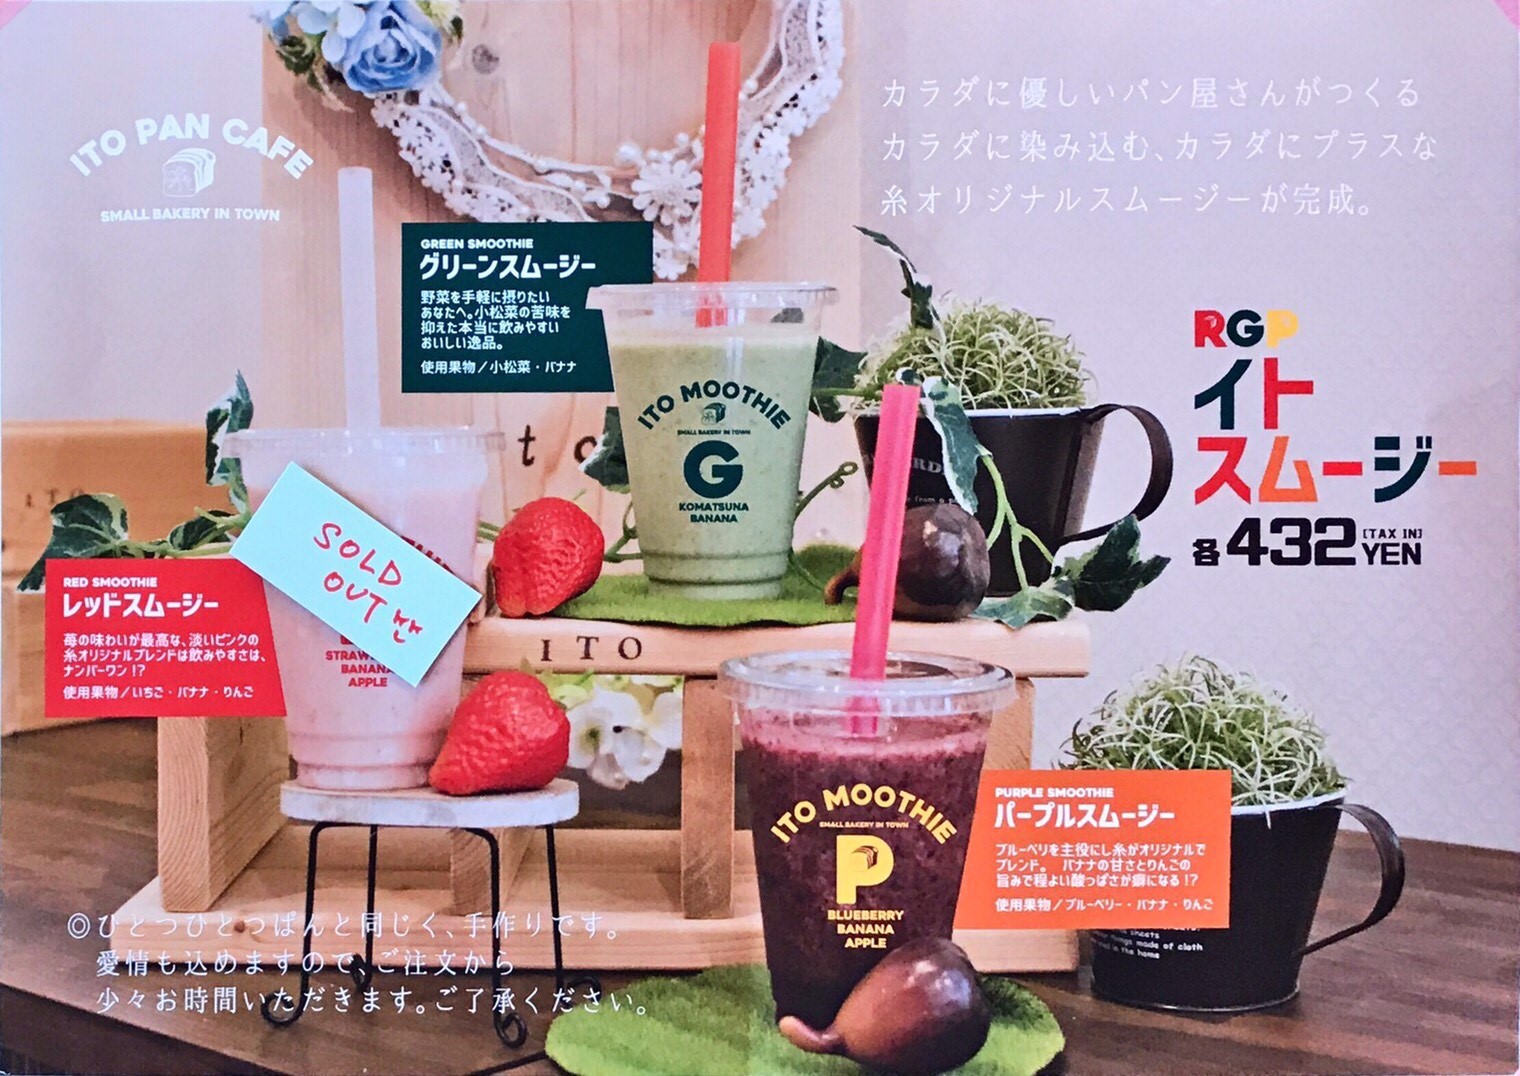 ITO PAN CAFE
SMALL BAKERY IN TOWN
カラダに優しいパン屋さんがつくる
カラダに染み込む、カラダにプラスな
糸オリジナルスムージーが完成。
GREEN SMOOTHIE
グリーンスムージー
野菜を手軽に摂りたい
あなたへ。小松菜の苦味を
抑えた本当に飲みやすい
おいしい逸品。
使用果物／小松菜・バナナ
ITO MOOTHIE
SMALL BAKERY IN TOWN
G
KOMATSUNA
BANANA
RGP
イト
スムージー
各432[TAX IN]YEN
ito
ITO
SOLD
OUT
RED SMOOTHIE
レッドスムージー
苺の味わいが最高な、淡いピンクの
糸オリジナルブレンドは飲みやすさは、
ナンバーワン!?
使用果物／いちご・バナナ・りんご
BANANA
APPLE
ITO
ITO MOOTHIE
SMALL BAKERY IN TOWN
P
BLUEBERRY
BANANA
APPLE
PURPLE SMOOTHIE
パープルスムージー
ブルーベリを主役にし糸がオリジナルで
ブレンド。 バナナの甘さとりんごの
旨みで程よい酸っぱさが癖になる!?
使用果物／ブルーベリー・バナナ・りんご
made of cloth
in the home
◎ひとつひとつぱんと同じく、手作りです。
愛情も込めますので、ご注文から
少々お時間いただきます。ご了承ください。